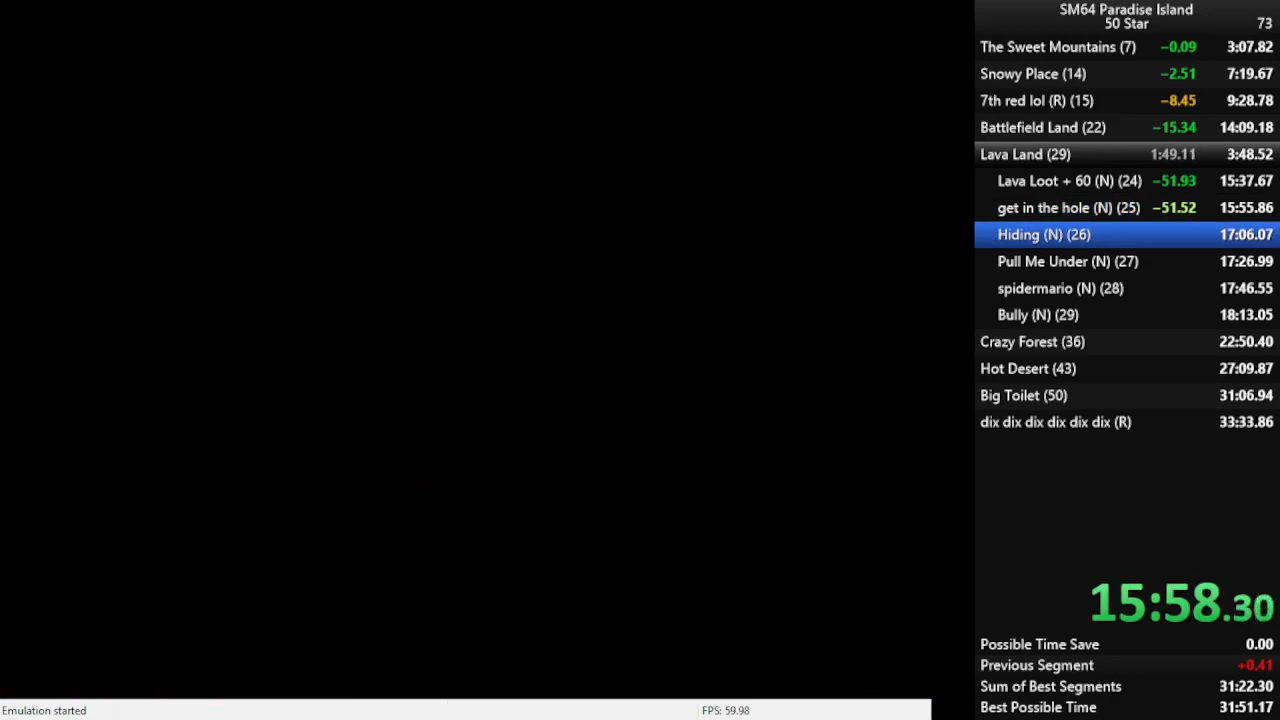 SM64 Paradise Island
50 Star 73
The Sweet Mountains (7) −0.09 3:07.82
Snowy Place (14) −2.51 7:19.67
7th red lol (R) (15) −8.45 9:28.78
Battlefield Land (22) −15.34 14:09.18
Lava Land (29) 1:49.11 3:48.52
Lava Loot + 60 (N) (24) −51.93 15:37.67
get in the hole (N) (25) −51.52 15:55.86
Hiding (N) (26) 17:06.07
Pull Me Under (N) (27) 17:26.99
spidermario (N) (28) 17:46.55
Bully (N) (29) 18:13.05
Crazy Forest (36) 22:50.40
Hot Desert (43) 27:09.87
Big Toilet (50) 31:06.94
dix dix dix dix dix dix (R) 33:33.86
15:58.30
Possible Time Save 0.00
Previous Segment +0.41
Sum of Best Segments 31:22.30
Best Possible Time 31:51.17
Emulation started FPS: 59.98